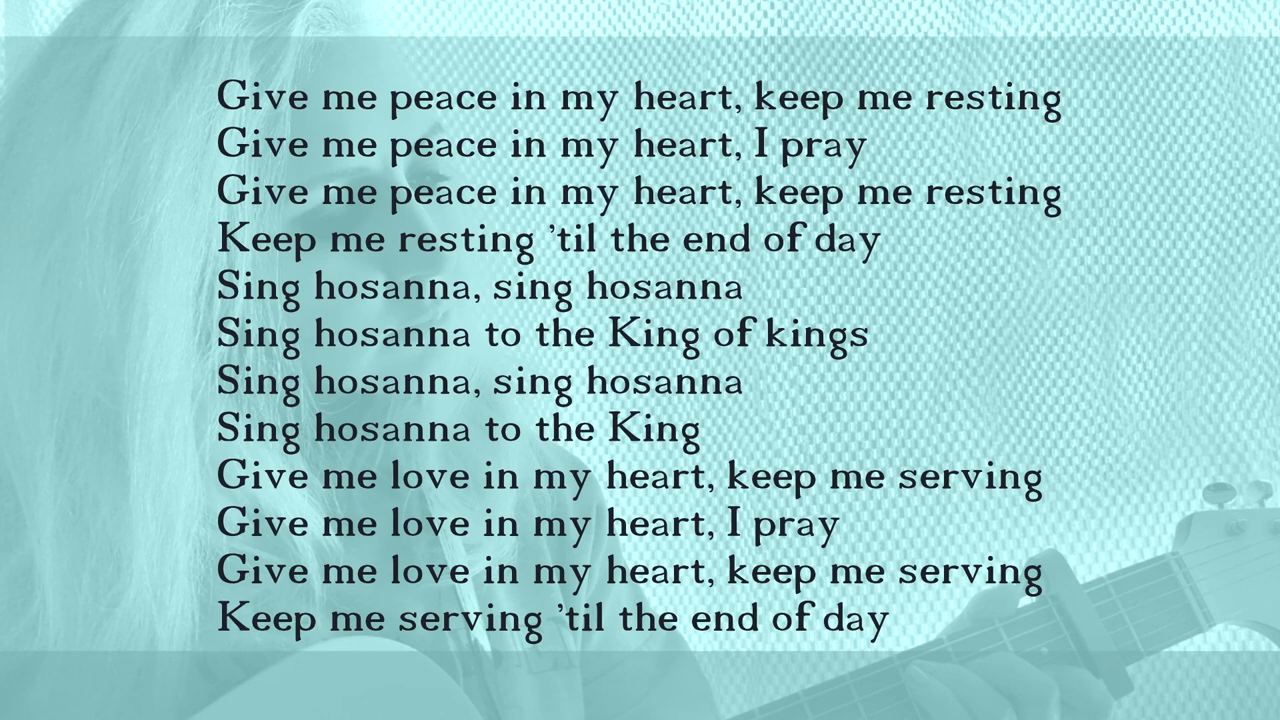 Give me peace in my heart, keep me resting
Give me peace in my heart, I pray
Give me peace in my heart, keep me resting
Keep me resting ’til the end of day
Sing hosanna, sing hosanna
Sing hosanna to the King of kings
Sing hosanna, sing hosanna
Sing hosanna to the King
Give me love in my heart, keep me serving
Give me love in my heart, I pray
Give me love in my heart, keep me serving
Keep me serving ’til the end of day